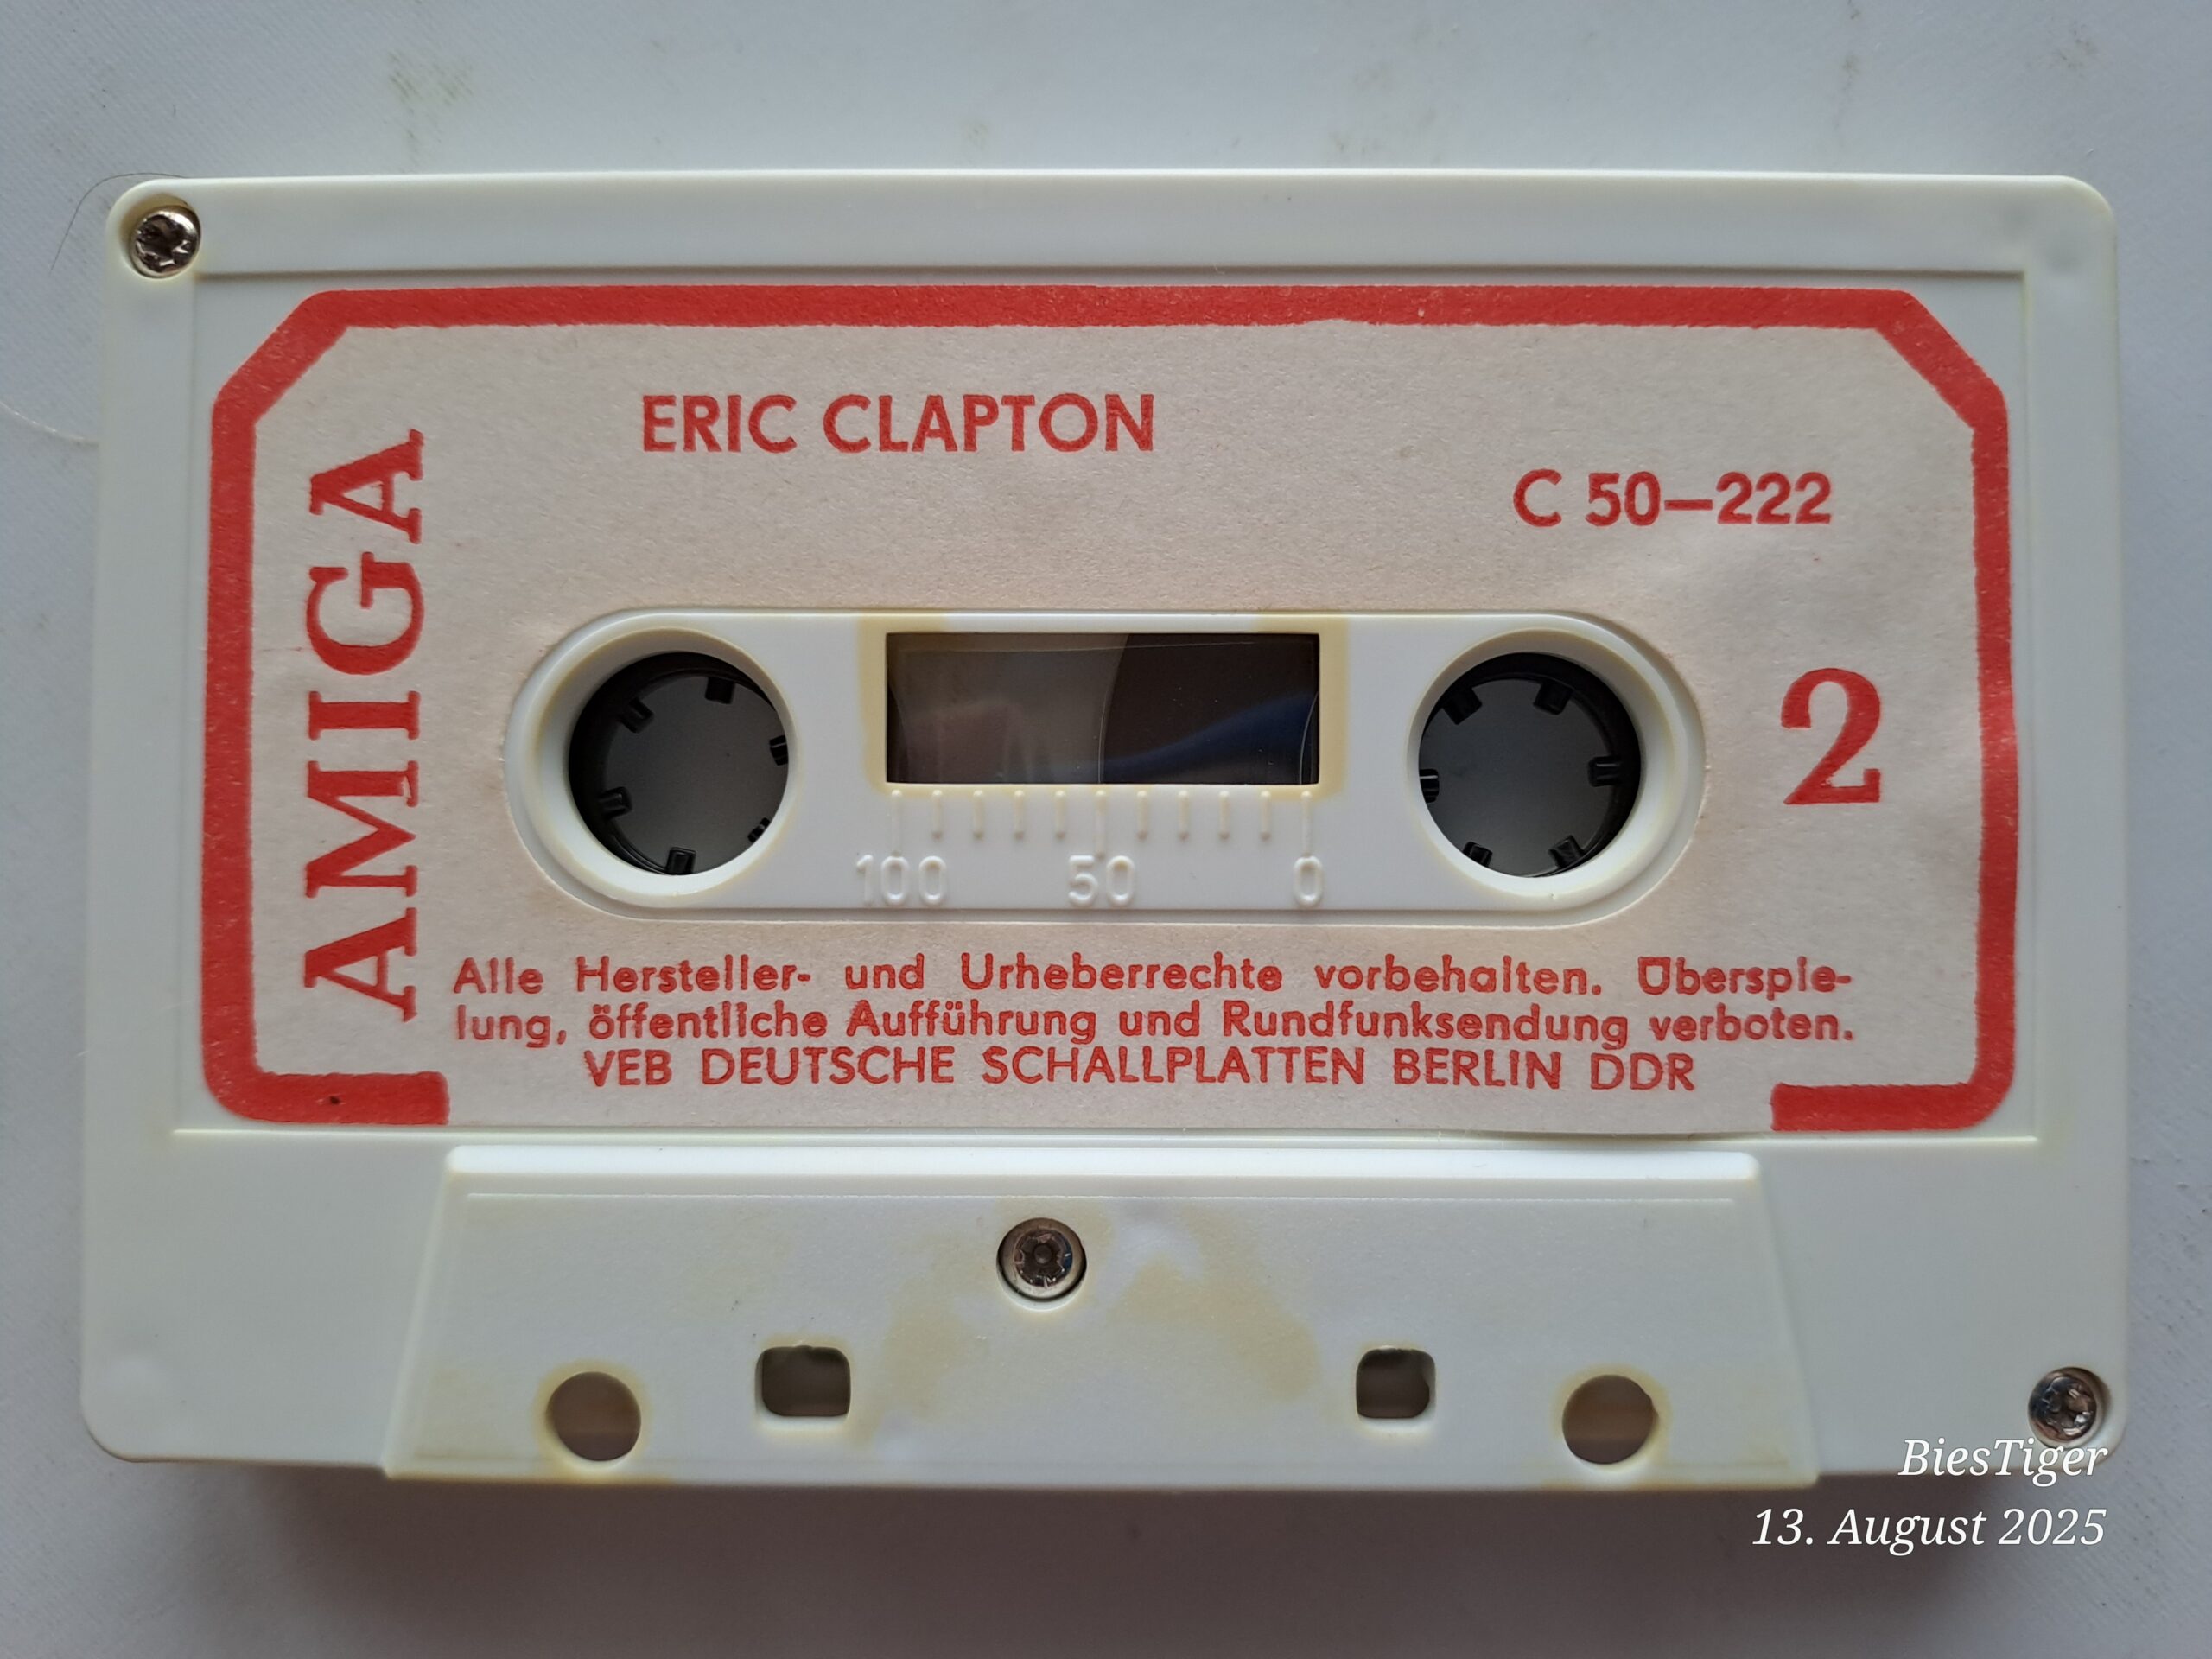 ERIC CLAPTON
C 50–222
AMIGA
2
100 50 0
Alle Hersteller- und Urheberrechte vorbehalten. Überspie-
lung, öffentliche Aufführung und Rundfunksendung verboten.
VEB DEUTSCHE SCHALLPLATTEN BERLIN DDR
BiesTiger
13. August 2025